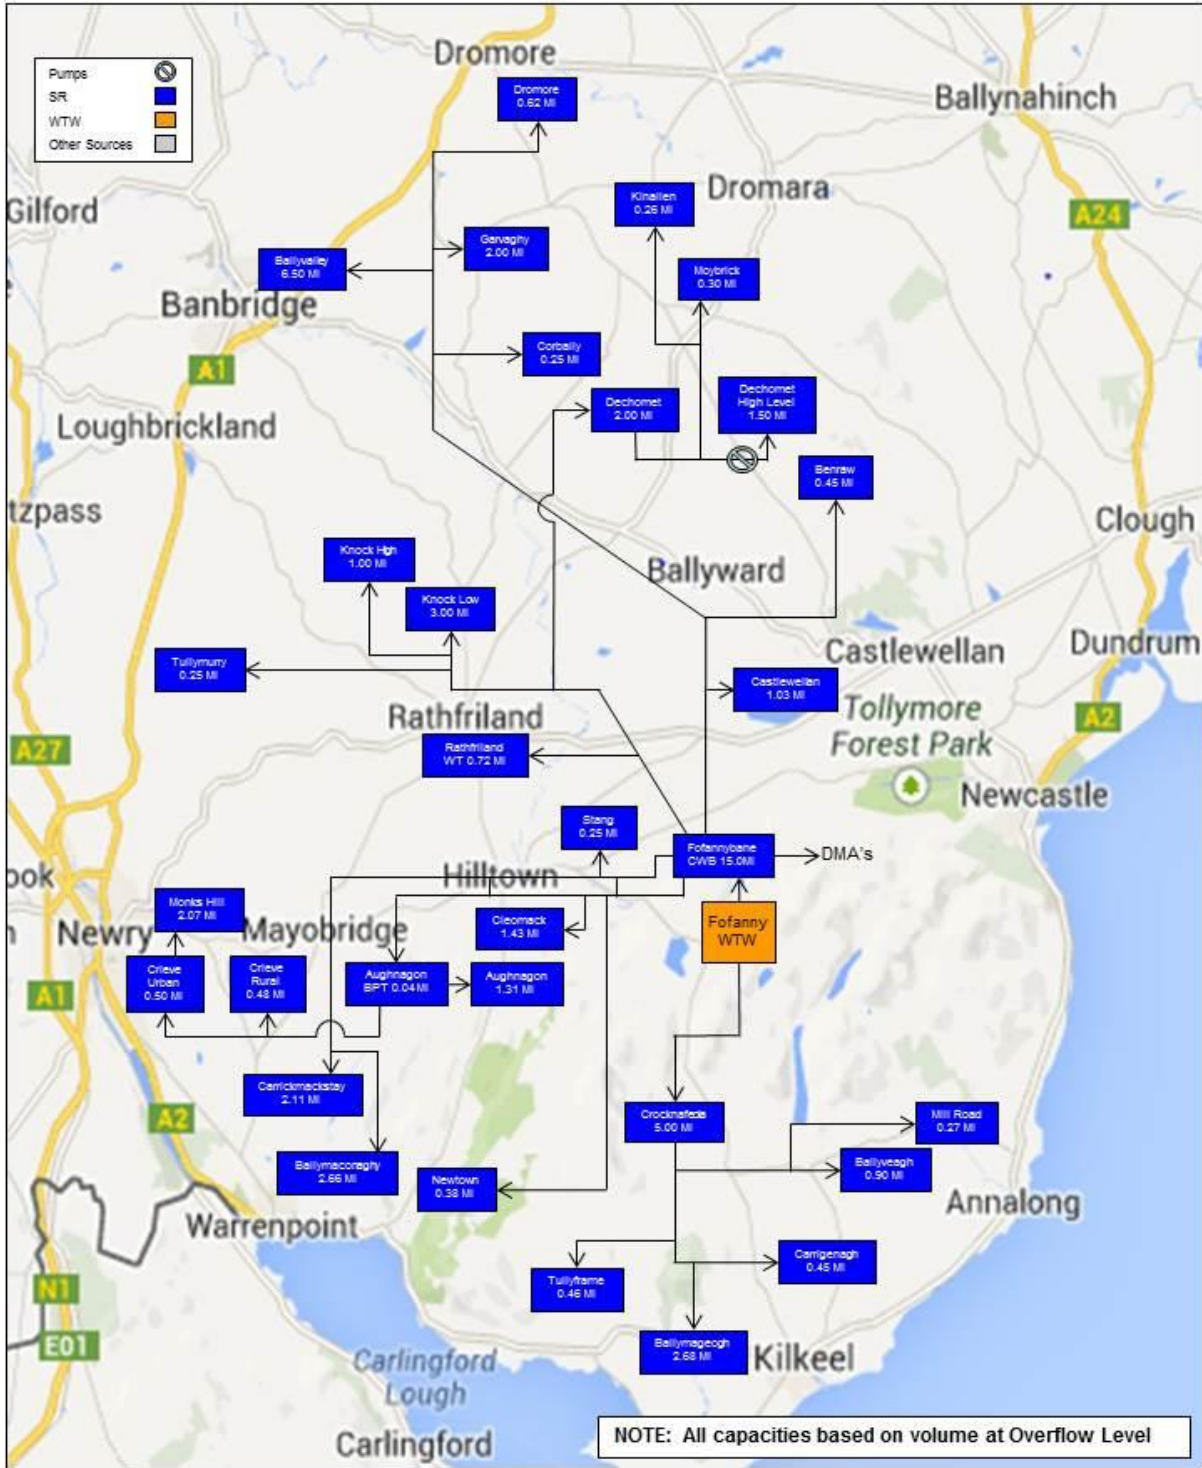 Pumps
SR
WTW
Other Sources
Dromore
Dromore
0.62 Ml
Ballynahinch
Kinallen
0.26 Ml
Dromara
Gilford
A24
Garvaghy
2.00 Ml
Ballyvalley
6.50 Ml
Moybrick
0.30 Ml
Banbridge
Corbally
0.25 Ml
A1
Dechomet
2.00 Ml
Dechomet
High Level
1.50 Ml
Loughbrickland
Benraw
0.45 Ml
tzpass
Clough
Knock High
1.00 Ml
Ballyward
Knock Low
3.00 Ml
Dundrum
Castlewellan
Tullymurry
0.25 Ml
Castlewellan
1.03 Ml
Rathfriland
Tollymore
Forest Park
A2
A27
Rathfriland
WT 0.72 Ml
Newcastle
Stang
0.25 Ml
Fofannybane
CWB 15.0Ml
DMA's
ook
Hilltown
Monks Hill
2.07 Ml
Cleomack
1.43 Ml
Fofanny
WTW
n
Newry
Mayobridge
Crieve
Urban
0.50 Ml
Crieve
Rural
0.48 Ml
Aughnagon
BPT 0.04Ml
Aughnagon
1.31 Ml
A1
Carrickmackstay
2.11 Ml
A2
Crocknafeola
5.00 Ml
Mill Road
0.27 Ml
Ballymaconaghy
2.66 Ml
Newtown
0.38 Ml
Ballyveagh
0.90 Ml
Annalong
Warrenpoint
Carrigenagh
0.45 Ml
N1
Tullyframe
0.46 Ml
E01
Ballymageogh
2.68 Ml
Kilkeel
Carlingford
Lough
Carlingford
NOTE: All capacities based on volume at Overflow Level